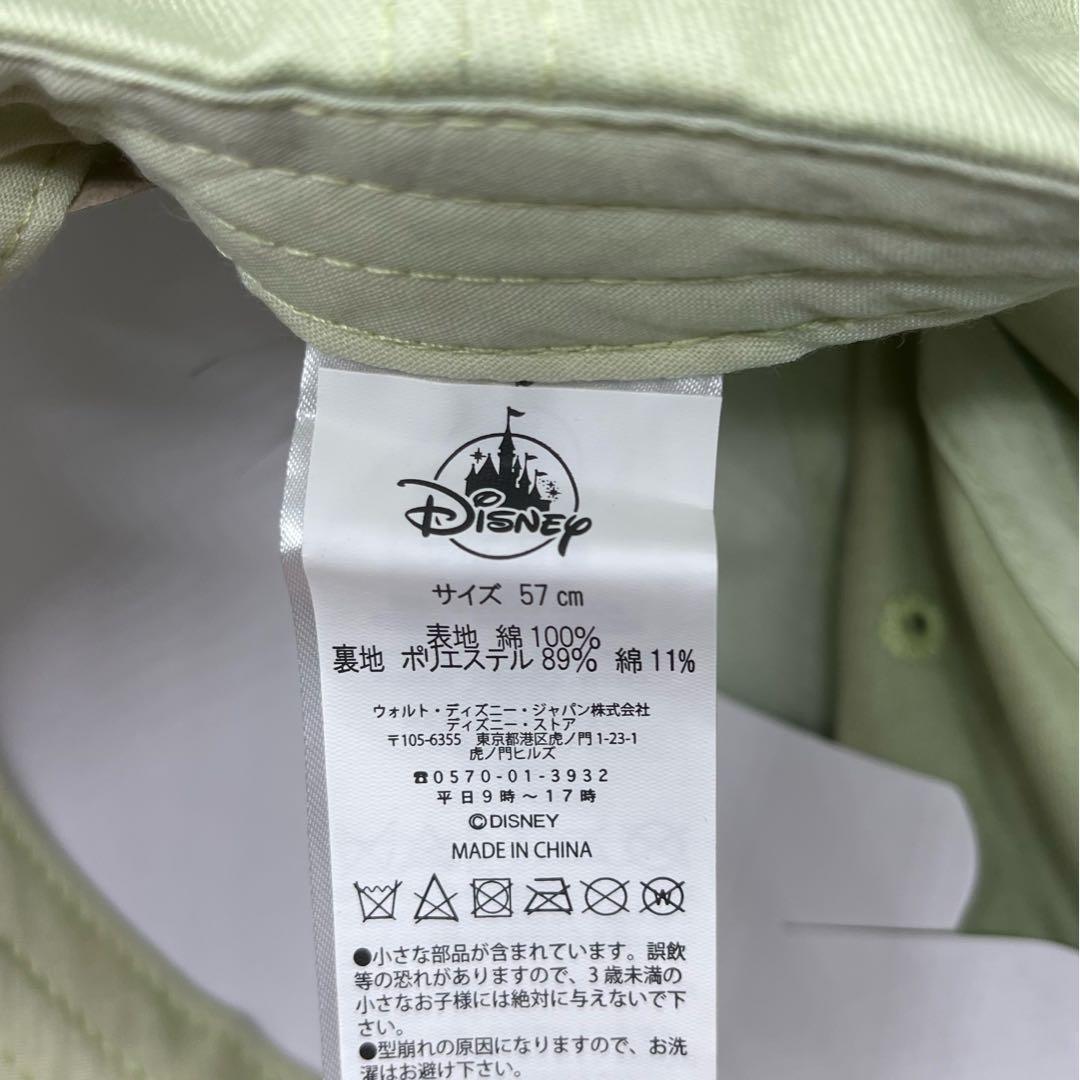 Disney
サイズ 57 cm
表地 綿 100%
裏地 ポリエステル 89% 綿 11%
ウォルト・ディズニー・ジャパン株式会社
ディズニー・ストア
〒105-6355 東京都港区虎ノ門 1-23-1
虎ノ門ヒルズ
☎0570-01-3932
平日9時～17時
©DISNEY
MADE IN CHINA
W
●小さな部品が含まれています。誤飲
等の恐れがありますので、3歳未満の
小さなお子様には絶対に与えないで下
さい。
●型崩れの原因になりますので、お洗
濯はお避け下さい。